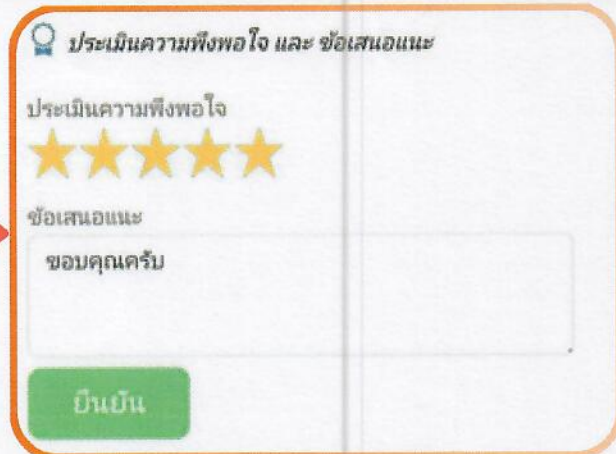 ประเมินความพึงพอใจ และ ข้อเสนอแนะ
ประเมินความพึงพอใจ
ข้อเสนอแนะ
ขอบคุณครับ
ยืนยัน